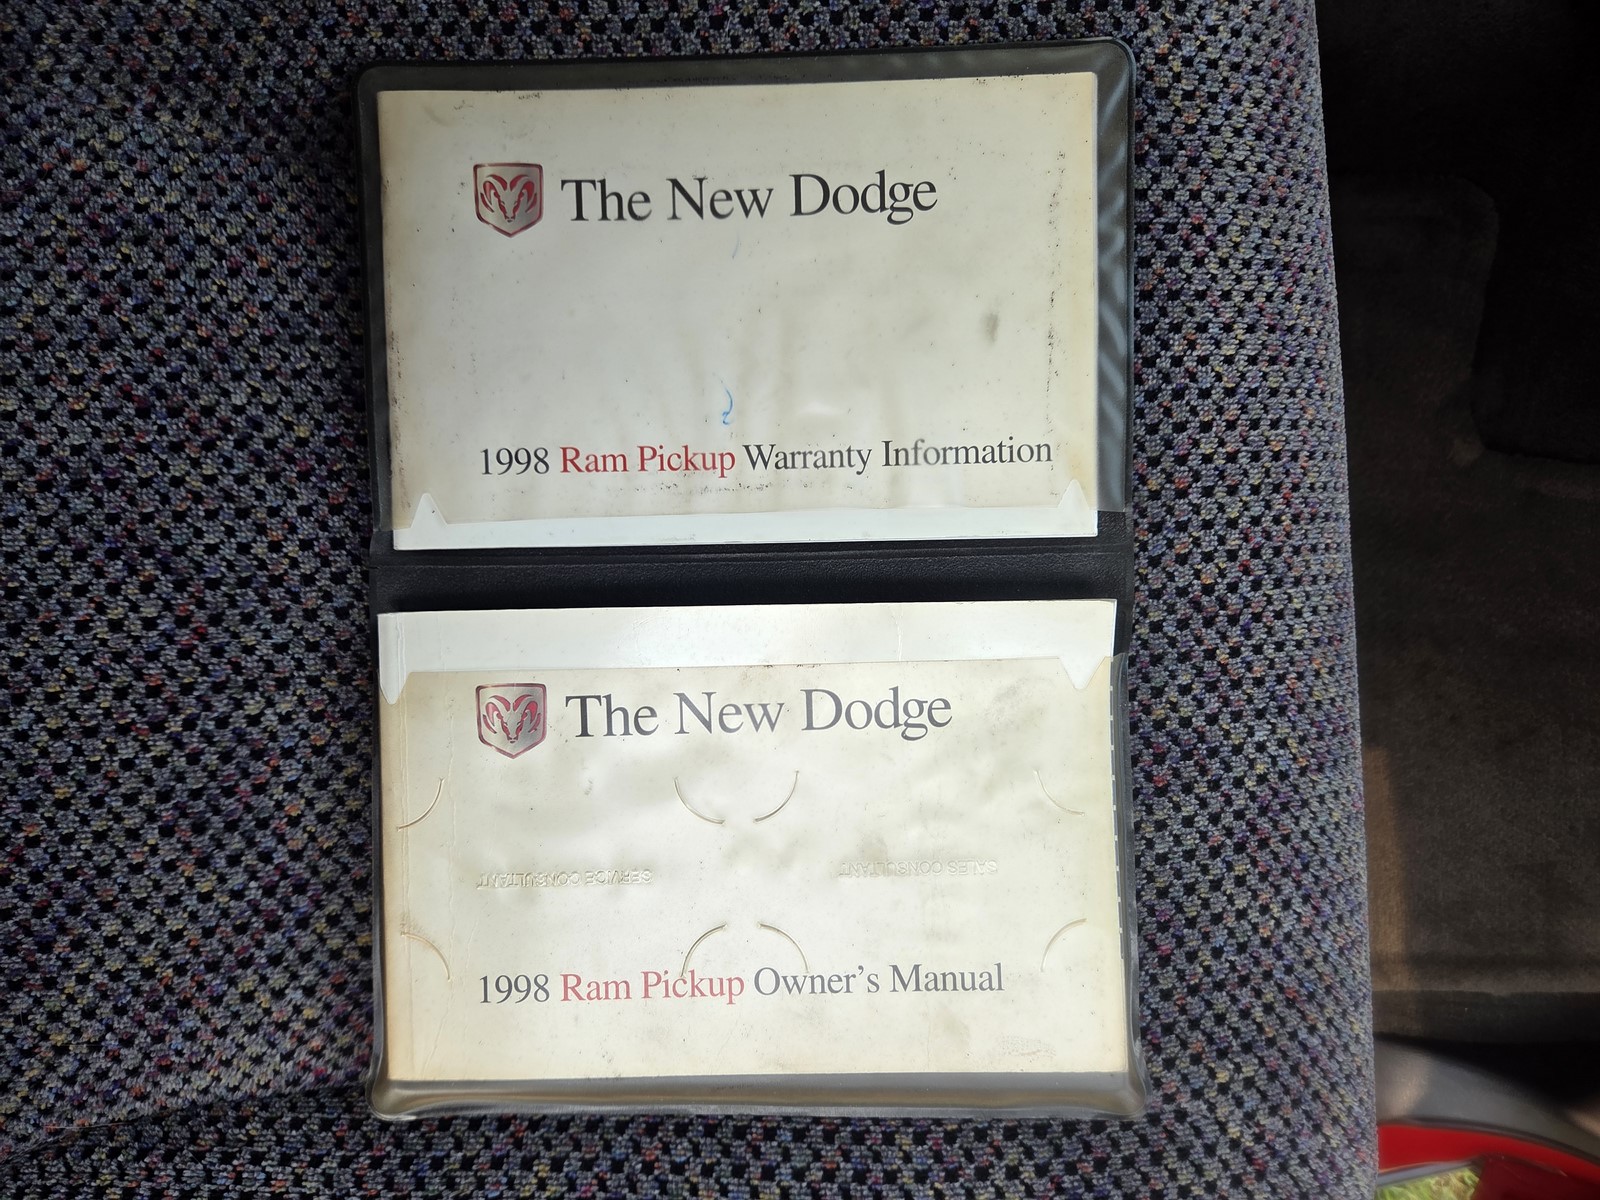 The New Dodge
1998 Ram Pickup Warranty Information
The New Dodge
SERVICE CONSULTANT
SALES CONSULTANT
1998 Ram Pickup Owner's Manual